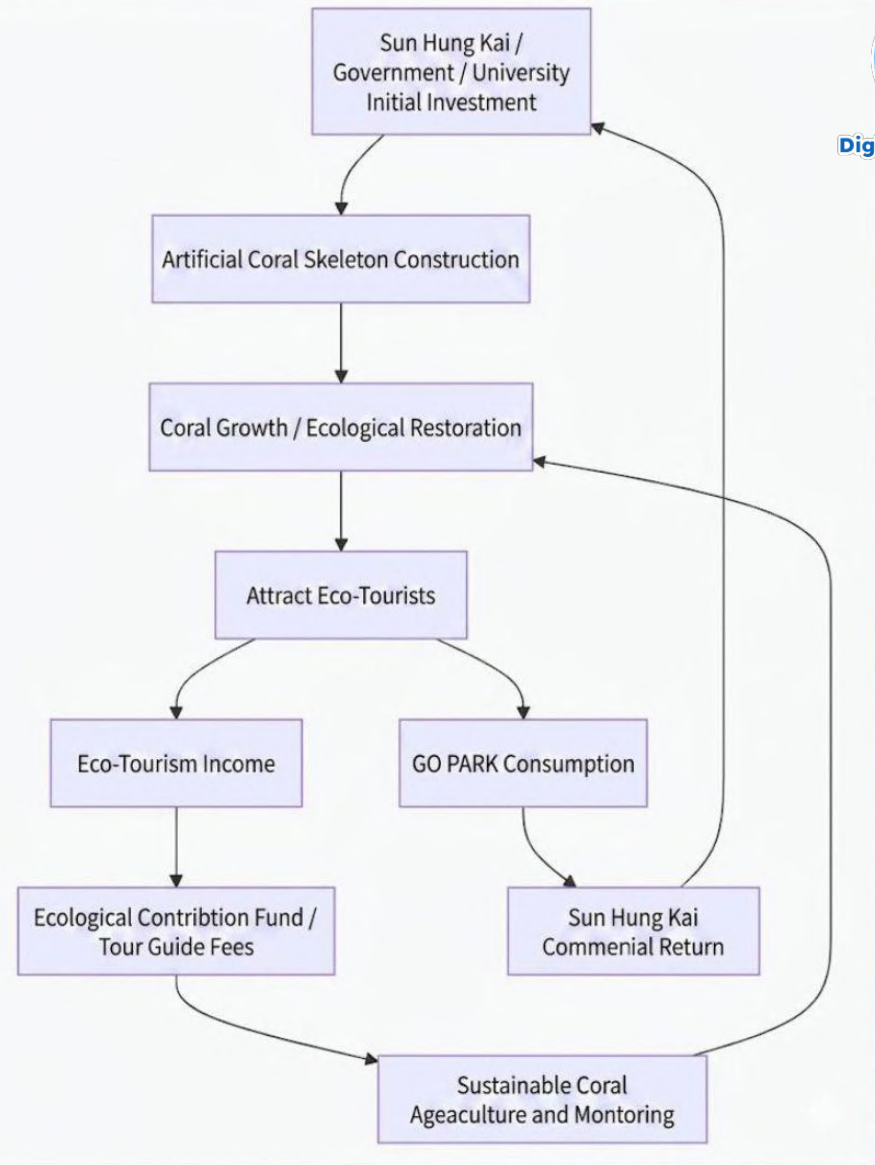 Sun Hung Kai /
Government / University
Initial Investment
Dig
Artificial Coral Skeleton Construction
Coral Growth / Ecological Restoration
Attract Eco-Tourists
Eco-Tourism Income
GO PARK Consumption
Ecological Contribtion Fund /
Tour Guide Fees
Sun Hung Kai
Commenial Return
Sustainable Coral
Ageaculture and Montoring